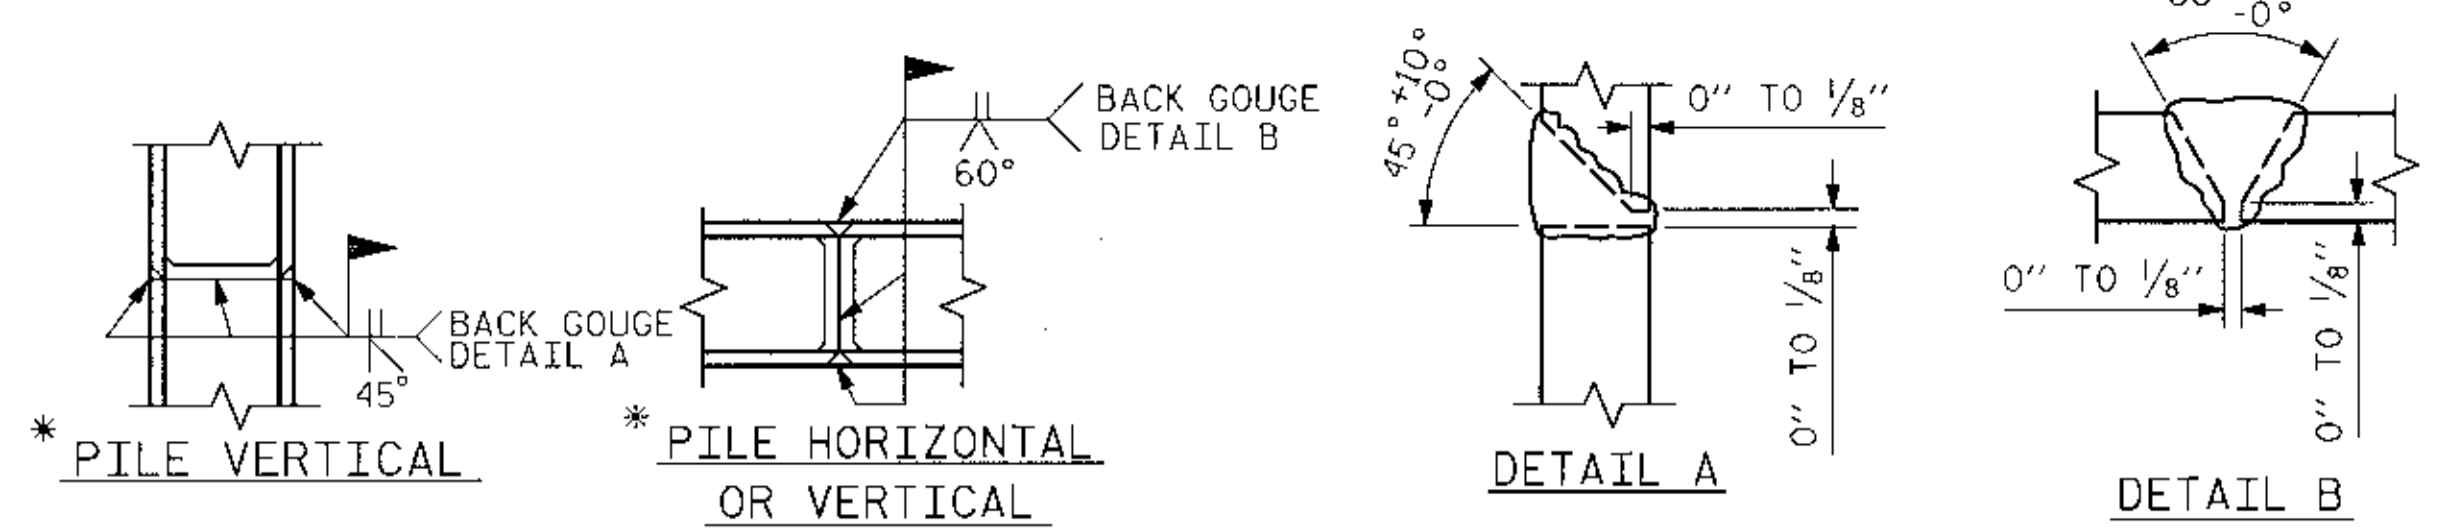 BACK GOUGE
DETAIL A
45°
* PILE VERTICAL
BACK GOUGE
DETAIL B
60°
* PILE HORIZONTAL
OR VERTICAL
45° +10°
-0°
0" TO 1/8"
0" TO 1/8"
DETAIL A
-0°
0" TO 1/8"
0" TO 1/8"
DETAIL B